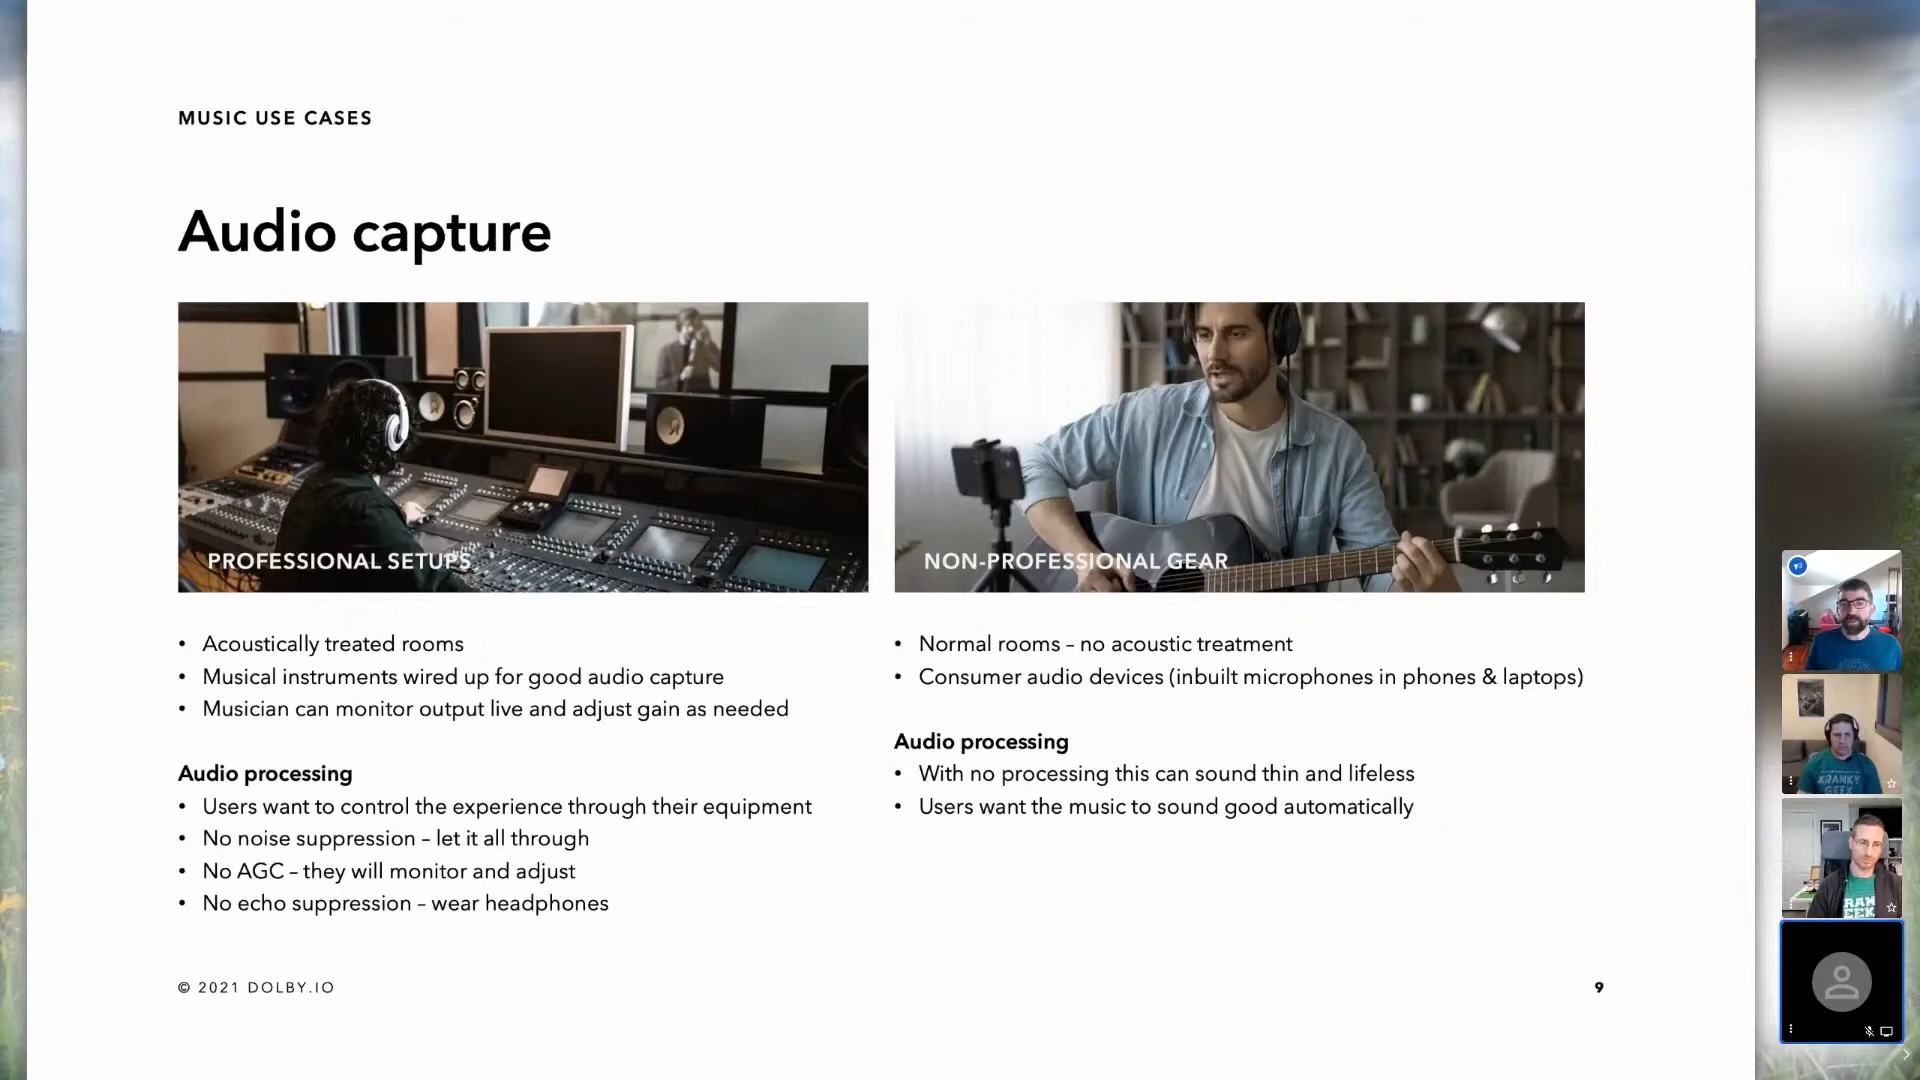 MUSIC USE CASES
Audio capture
PROFESSIONAL SETUPS
• Acoustically treated rooms
• Musical instruments wired up for good audio capture
• Musician can monitor output live and adjust gain as needed
Audio processing
• Users want to control the experience through their equipment
• No noise suppression – let it all through
• No AGC – they will monitor and adjust
• No echo suppression – wear headphones
NON-PROFESSIONAL GEAR
• Normal rooms – no acoustic treatment
• Consumer audio devices (inbuilt microphones in phones & laptops)
Audio processing
• With no processing this can sound thin and lifeless
• Users want the music to sound good automatically
© 2021 DOLBY.IO
9
KRANKY
GEEK